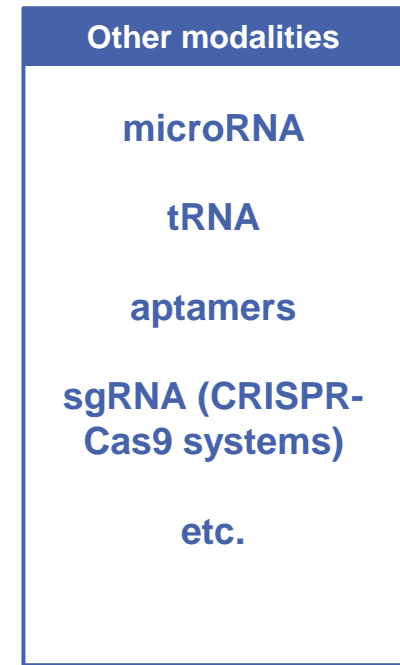 Other modalities
microRNA
tRNA
aptamers
sgRNA (CRISPR-
Cas9 systems)
etc.